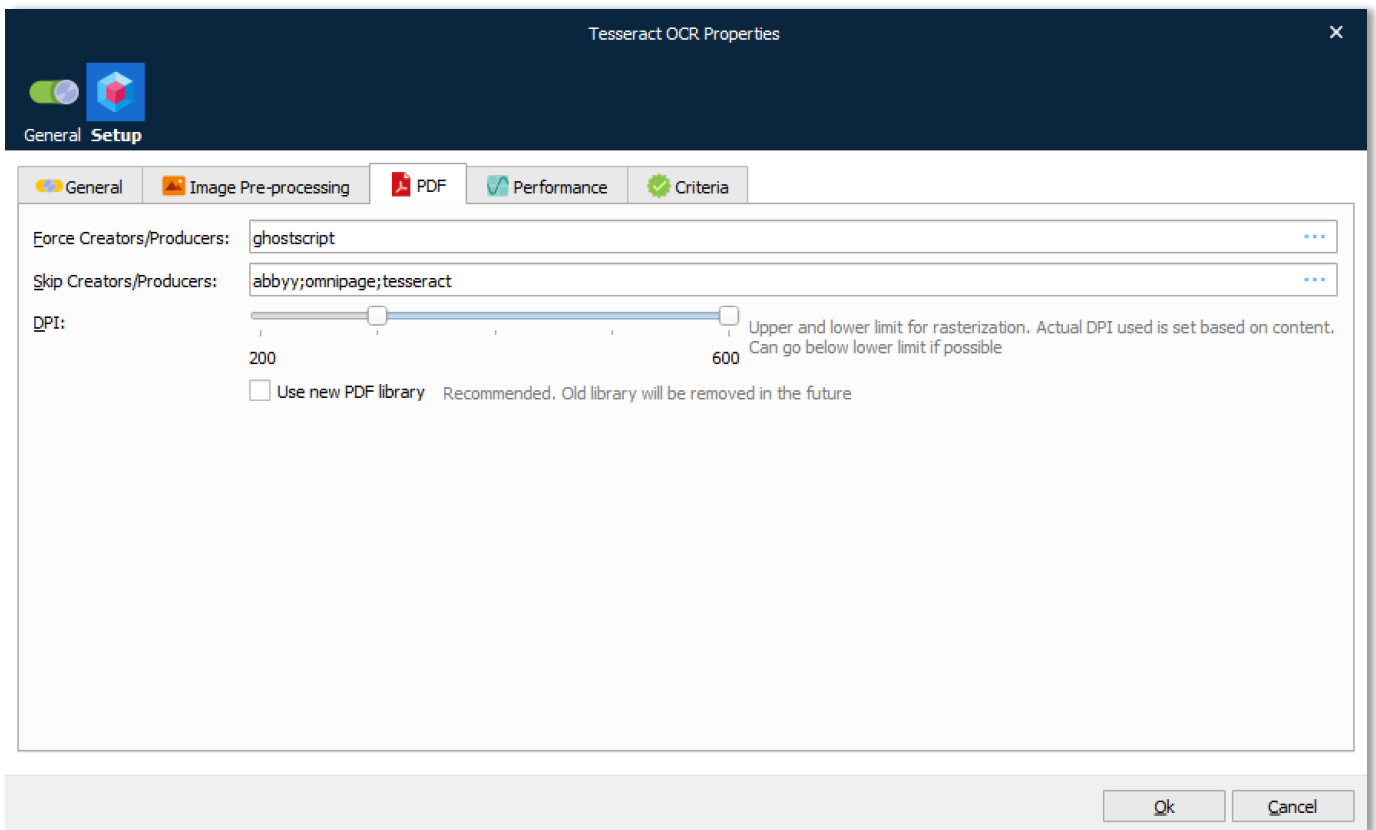 Tesseract OCR Properties
General Setup
General Image Pre-processing PDF Performance Criteria
Force Creators/Producers: ghostscript
Skip Creators/Producers: abbyy;omnipage;tesseract
DPI:
200 600
Upper and lower limit for rasterization. Actual DPI used is set based on content.
Can go below lower limit if possible
Use new PDF library Recommended. Old library will be removed in the future
Ok Cancel